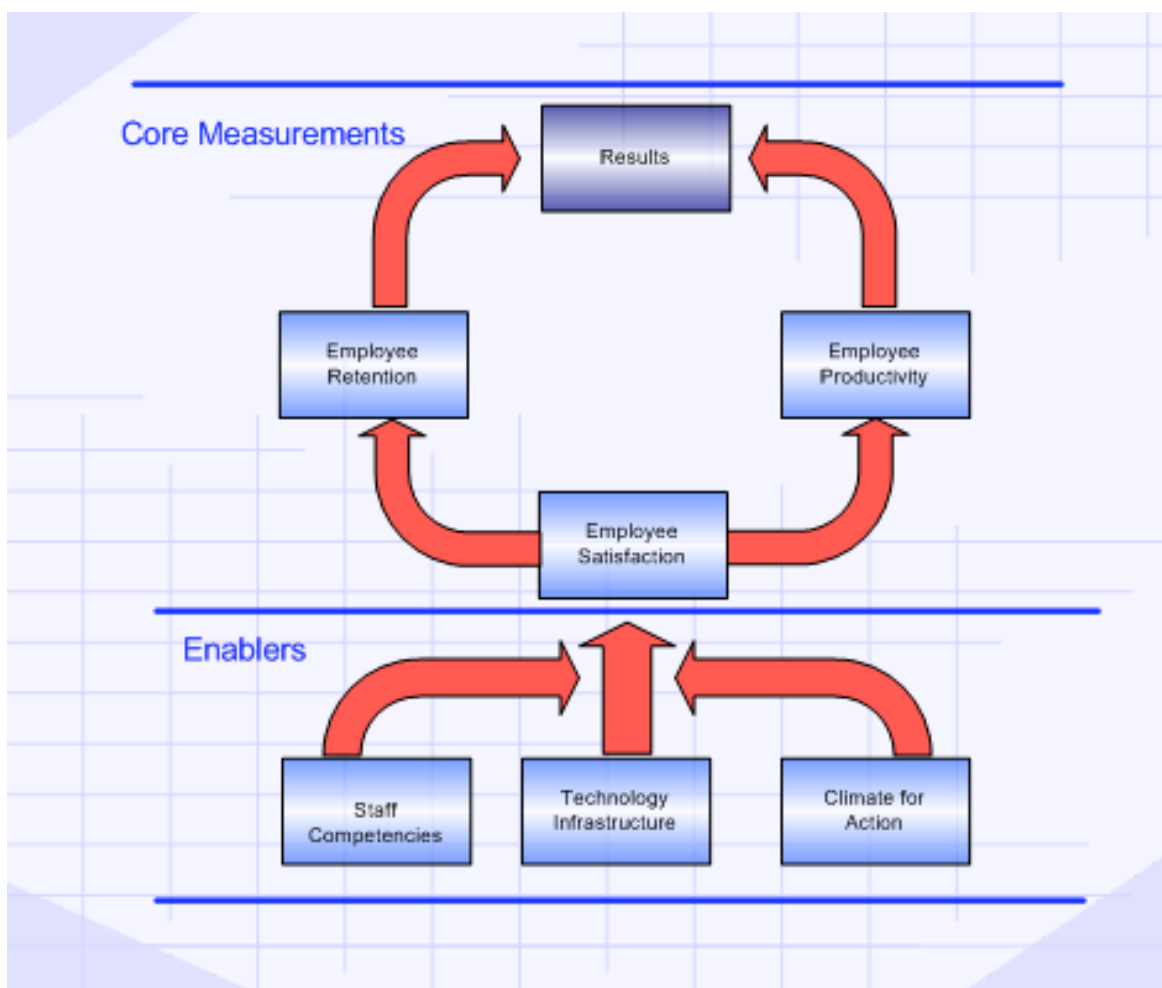 Core Measurements
Results
Employee
Retention
Employee
Productivity
Employee
Satisfaction
Enablers
Staff
Competencies
Technology
Infrastructure
Climate for
Action